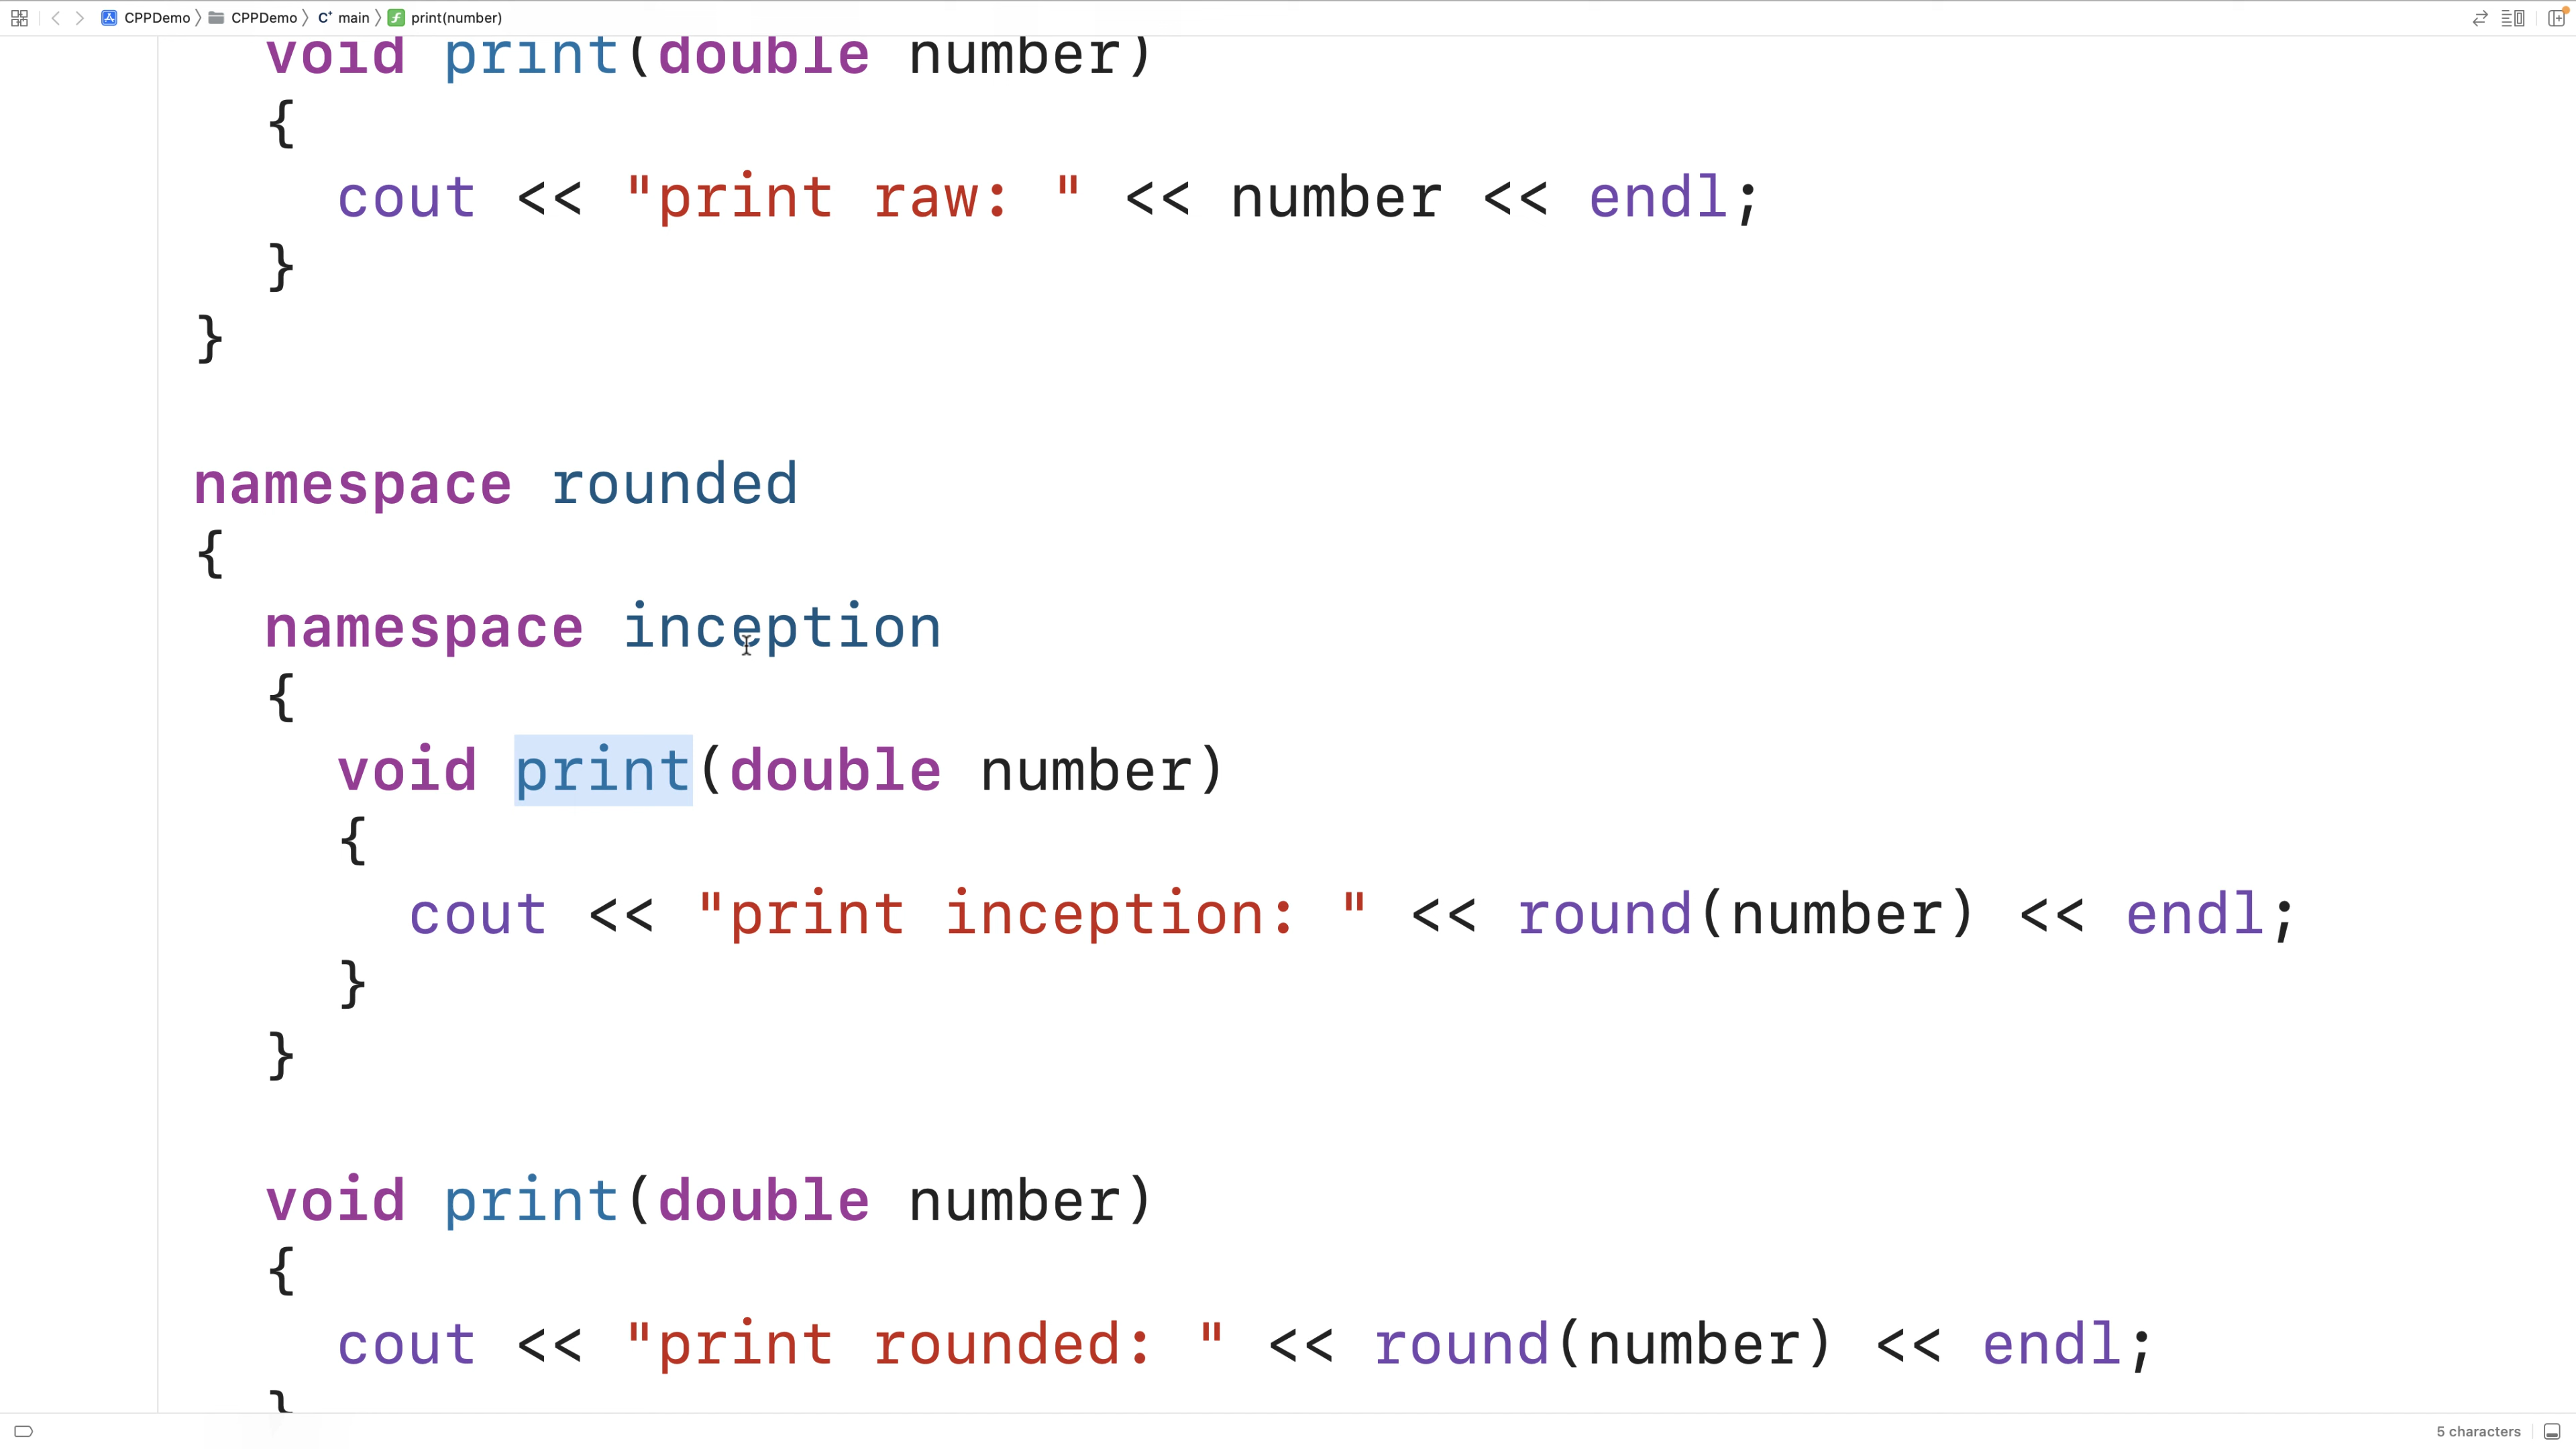 CPPDemo CPPDemo main print(number)
void print(double number)
{
cout << "print raw: " << number << endl;
}
}
namespace rounded
{
namespace inception
{
void print(double number)
{
cout << "print inception: " << round(number) << endl;
}
}
void print(double number)
{
cout << "print rounded: " << round(number) << endl;
}
5 characters